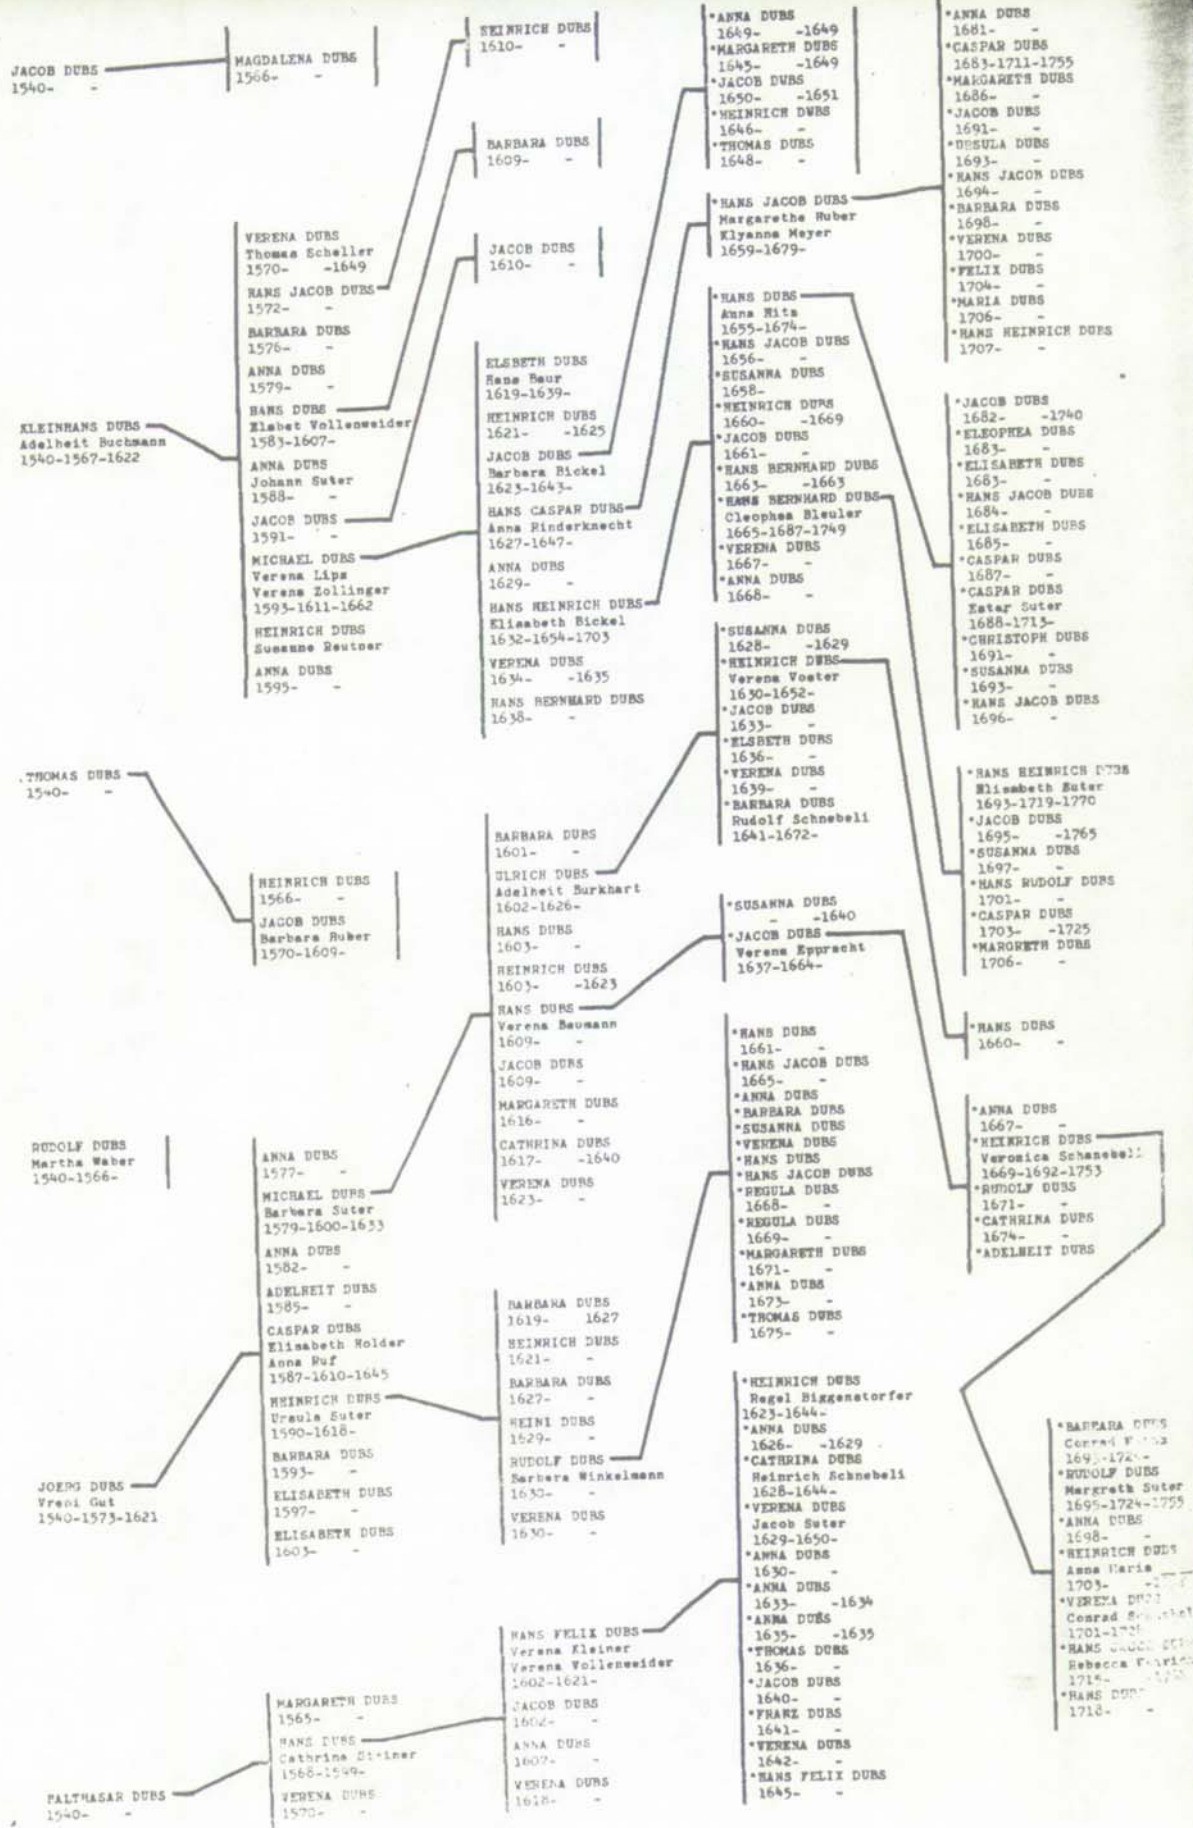 JACOB DUBS
1540- -
KLEINHANS DUBS
Adelheit Buchmann
1540-1567-1622
.THOMAS DUBS
1540- -
RUDOLF DUBS
Martha Waber
1540-1566-
JOERG DUBS
Vreni Gut
1540-1573-1621
PALTHASAR DUBS
1540- -
MAGDALENA DUBS
1566- -
VERENA DUBS
Thomas Scheller
1570- -1649
HANS JACOB DUBS
1572- -
BARBARA DUBS
1576- -
ANNA DUBS
1579- -
HANS DUBS
Elsbet Vollenweider
1583-1607-
ANNA DUBS
Johann Suter
1588- -
JACOB DUBS
1591- -
MICHAEL DUBS
Verena Lips
Verena Zollinger
1593-1611-1662
HEINRICH DUBS
Susanne Reutner
ANNA DUBS
1595- -
HEINRICH DUBS
1566- -
JACOB DUBS
Barbara Huber
1570-1609-
ANNA DUBS
1577- -
MICHAEL DUBS
Barbara Suter
1579-1600-1633
ANNA DUBS
1582- -
ADELHEIT DUBS
1585- -
CASPAR DUBS
Elisabeth Holder
Anna Ruf
1587-1610-1645
HEINRICH DUBS
Ursula Suter
1590-1618-
BARBARA DUBS
1593- -
ELISABETH DUBS
1597- -
ELISABETH DUBS
1603- -
MARGARETH DUBS
1565- -
HANS DUBS
Cathrina Steiner
1568-1599-
VERENA DUBS
1570- -
HEINRICH DUBS
1610- -
BARBARA DUBS
1609- -
JACOB DUBS
1610- -
ELSBETH DUBS
Hans Baur
1619-1639-
HEINRICH DUBS
1621- -1625
JACOB DUBS
Barbara Bickel
1623-1643-
HANS CASPAR DUBS
Anna Rinderknecht
1627-1647-
ANNA DUBS
1629- -
HANS HEINRICH DUBS
Elisabeth Bickel
1632-1654-1703
VERENA DUBS
1634- -1635
HANS BERNHARD DUBS
1638- -
BARBARA DUBS
1601- -
ULRICH DUBS
Adelheit Burkhart
1602-1626-
HANS DUBS
1603- -
HEINRICH DUBS
1603- -1623
HANS DUBS
Verena Baumann
1609- -
JACOB DUBS
1609- -
MARGARETH DUBS
1616- -
CATHRINA DUBS
1617- -1640
VERENA DUBS
1623- -
BARBARA DUBS
1619- 1627
HEINRICH DUBS
1621- -
BARBARA DUBS
1627- -
HEINI DUBS
1629- -
RUDOLF DUBS
Barbara Winkelmann
1630- -
VERENA DUBS
1630- -
HANS FELIX DUBS
Verena Kleiner
Verena Vollenweider
1602-1621-
JACOB DUBS
1602- -
ANNA DUBS
1607- -
VERENA DUBS
1618- -
*ANNA DUBS
1649- -1649
*MARGARETH DUBS
1645- -1649
*JACOB DUBS
1650- -1651
*HEINRICH DUBS
1646- -
*THOMAS DUBS
1648- -
*HANS JACOB DUBS
Margarethe Huber
Klyanna Meyer
1659-1679-
*HANS DUBS
Anna Hits
1655-1674-
*HANS JACOB DUBS
1656- -
*SUSANNA DUBS
1658-
*HEINRICH DUBS
1660- -1669
*JACOB DUBS
1661- -
*HANS BERNHARD DUBS
1663- -1663
*HANS BERNHARD DUBS
Cleophea Bleuler
1665-1687-1749
*VERENA DUBS
1667- -
*ANNA DUBS
1668- -
*SUSANNA DUBS
1628- -1629
*HEINRICH DUBS
Verena Voster
1630-1652-
*JACOB DUBS
1633- -
*ELSBETH DUBS
1636- -
*VERENA DUBS
1639- -
*BARBARA DUBS
Rudolf Schnebeli
1641-1672-
*SUSANNA DUBS
- -1640
*JACOB DUBS
Verena Epprecht
1637-1664-
*HANS DUBS
1661- -
*HANS JACOB DUBS
1665- -
*ANNA DUBS
*BARBARA DUBS
*SUSANNA DUBS
*VERENA DUBS
*HANS DUBS
*HANS JACOB DUBS
*REGULA DUBS
1668- -
*REGULA DUBS
1669- -
*MARGARETH DUBS
1671- -
*ANNA DUBS
1673- -
*THOMAS DUBS
1675- -
*HEINRICH DUBS
Regel Biggenstorfer
1623-1644-
*ANNA DUBS
1626- -1629
*CATHRINA DUBS
Heinrich Schnebeli
1628-1644-
*VERENA DUBS
Jacob Suter
1629-1650-
*ANNA DUBS
1630- -
*ANNA DUBS
1633- -1634
*ANNA DUBS
1635- -1635
*THOMAS DUBS
1636- -
*JACOB DUBS
1640- -
*FRANZ DUBS
1641- -
*VERENA DUBS
1642- -
*HANS FELIX DUBS
1645- -
*ANNA DUBS
1681- -
*CASPAR DUBS
1683-1711-1755
*MARGARETH DUBS
1686- -
*JACOB DUBS
1691- -
*URSULA DUBS
1693- -
*HANS JACOB DUBS
1694- -
*BARBARA DUBS
1698- -
*VERENA DUBS
1700- -
*FELIX DUBS
1704- -
*MARIA DUBS
1706- -
*HANS HEINRICH DUBS
1707- -
*JACOB DUBS
1682- -1740
*ELEOPHEA DUBS
1683- -
*ELISABETH DUBS
1683- -
*HANS JACOB DUBS
1684- -
*ELISABETH DUBS
1685- -
*CASPAR DUBS
1687- -
*CASPAR DUBS
Ester Suter
1688-1713-
*CHRISTOPH DUBS
1691- -
*SUSANNA DUBS
1693- -
*HANS JACOB DUBS
1696- -
*HANS HEINRICH DUBS
Elisabeth Suter
1693-1719-1770
*JACOB DUBS
1695- -1765
*SUSANNA DUBS
1697- -
*HANS RUDOLF DUBS
1701- -
*CASPAR DUBS
1703- -1725
*MARGRETH DUBS
1706- -
*HANS DUBS
1660- -
*ANNA DUBS
1667- -
*HEINRICH DUBS
Veronica Schanebeli
1669-1692-1753
*RUDOLF DUBS
1671- -
*CATHRINA DUBS
1674- -
*ADELHEIT DUBS
*BARBARA DUBS
Conrad
*RUDOLF DUBS
Margreth Suter
1695-1724-1755
*ANNA DUBS
1698- -
*HEINRICH DUBS
Anna Maria
1703-
*VERENA DUBS
Conrad
*HANS
Rebecca
1715-
*HANS DUBS
1718- -